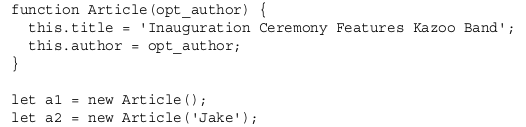 function Article(opt_author) {
  this.title = 'Inauguration Ceremony Features Kazoo Band';
  this.author = opt_author;
}

let a1 = new Article();
let a2 = new Article('Jake');